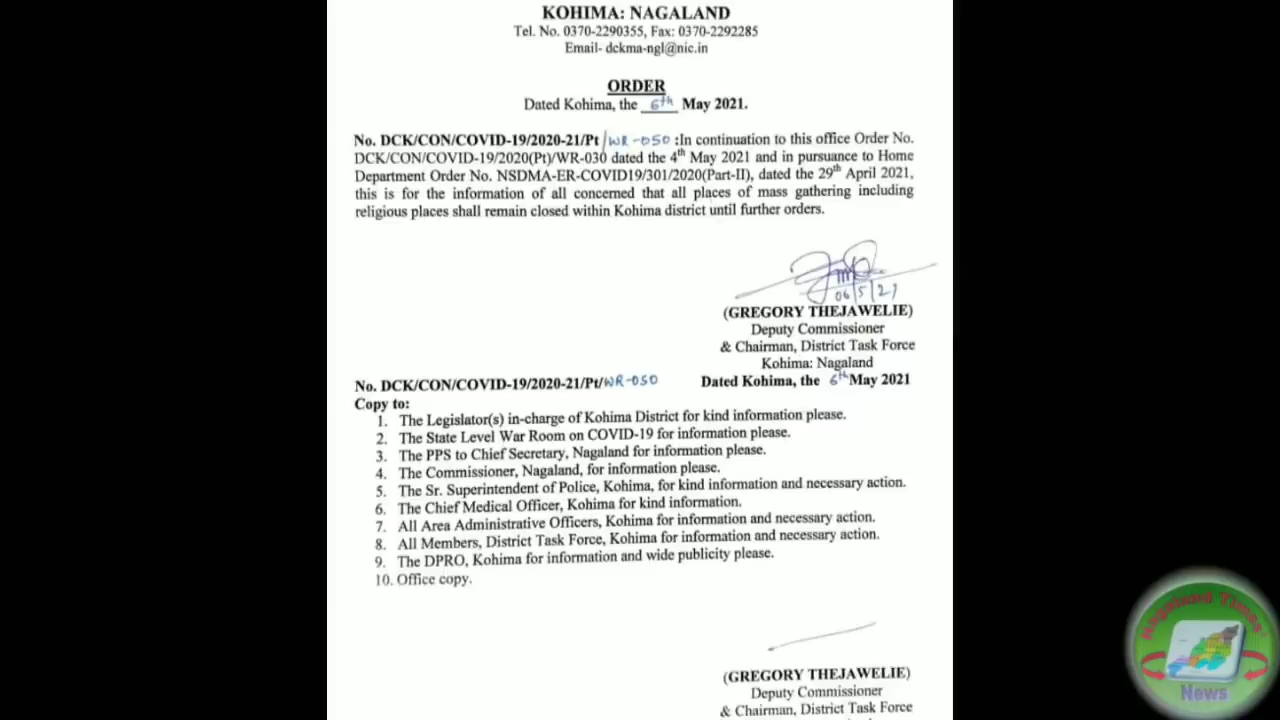 KOHIMA: NAGALAND
Tel. No. 0370-2290355, Fax: 0370-2292285
Email- dckma-ngl@nic.in
ORDER
Dated Kohima, the 6th May 2021.
No. DCK/CON/COVID-19/2020-21/Pt/WR-050 :In continuation to this office Order No.
DCK/CON/COVID-19/2020(Pt)/WR-030 dated the 4th May 2021 and in pursuance to Home
Department Order No. NSDMA-ER-COVID19/301/2020(Part-II), dated the 29th April 2021,
this is for the information of all concerned that all places of mass gathering including
religious places shall remain closed within Kohima district until further orders.
06/5/21
(GREGORY THEJAWELIE)
Deputy Commissioner
& Chairman, District Task Force
Kohima: Nagaland
No. DCK/CON/COVID-19/2020-21/Pt/WR-050 Dated Kohima, the 6th May 2021
Copy to:
1. The Legislator(s) in-charge of Kohima District for kind information please.
2. The State Level War Room on COVID-19 for information please.
3. The PPS to Chief Secretary, Nagaland for information please.
4. The Commissioner, Nagaland, for information please.
5. The Sr. Superintendent of Police, Kohima, for kind information and necessary action.
6. The Chief Medical Officer, Kohima for kind information.
7. All Area Administrative Officers, Kohima for information and necessary action.
8. All Members, District Task Force, Kohima for information and necessary action.
9. The DPRO, Kohima for information and wide publicity please.
10. Office copy.
(GREGORY THEJAWELIE)
Deputy Commissioner
& Chairman, District Task Force
Nagaland Times
News